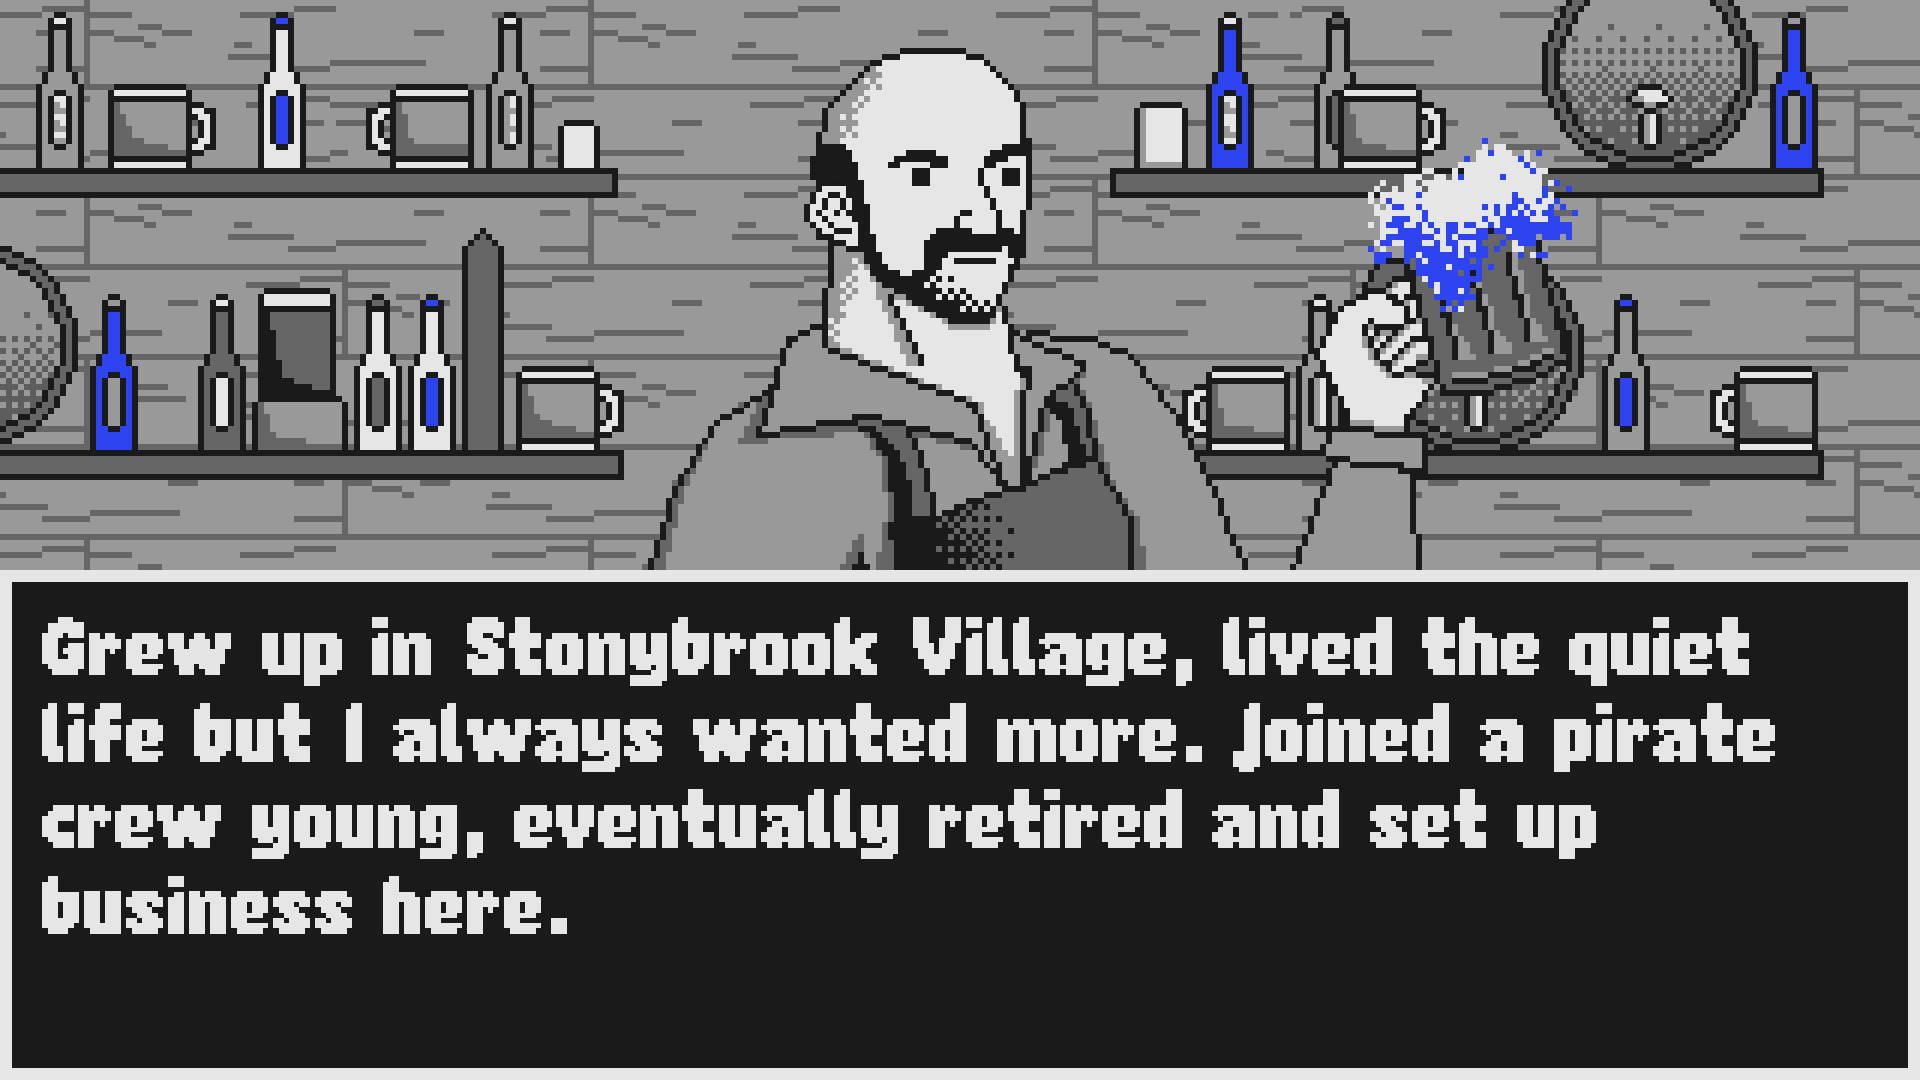 Grew up in Stonybrook Village, lived the quiet
life but I always wanted more. Joined a pirate
crew young, eventually retired and set up
business here.